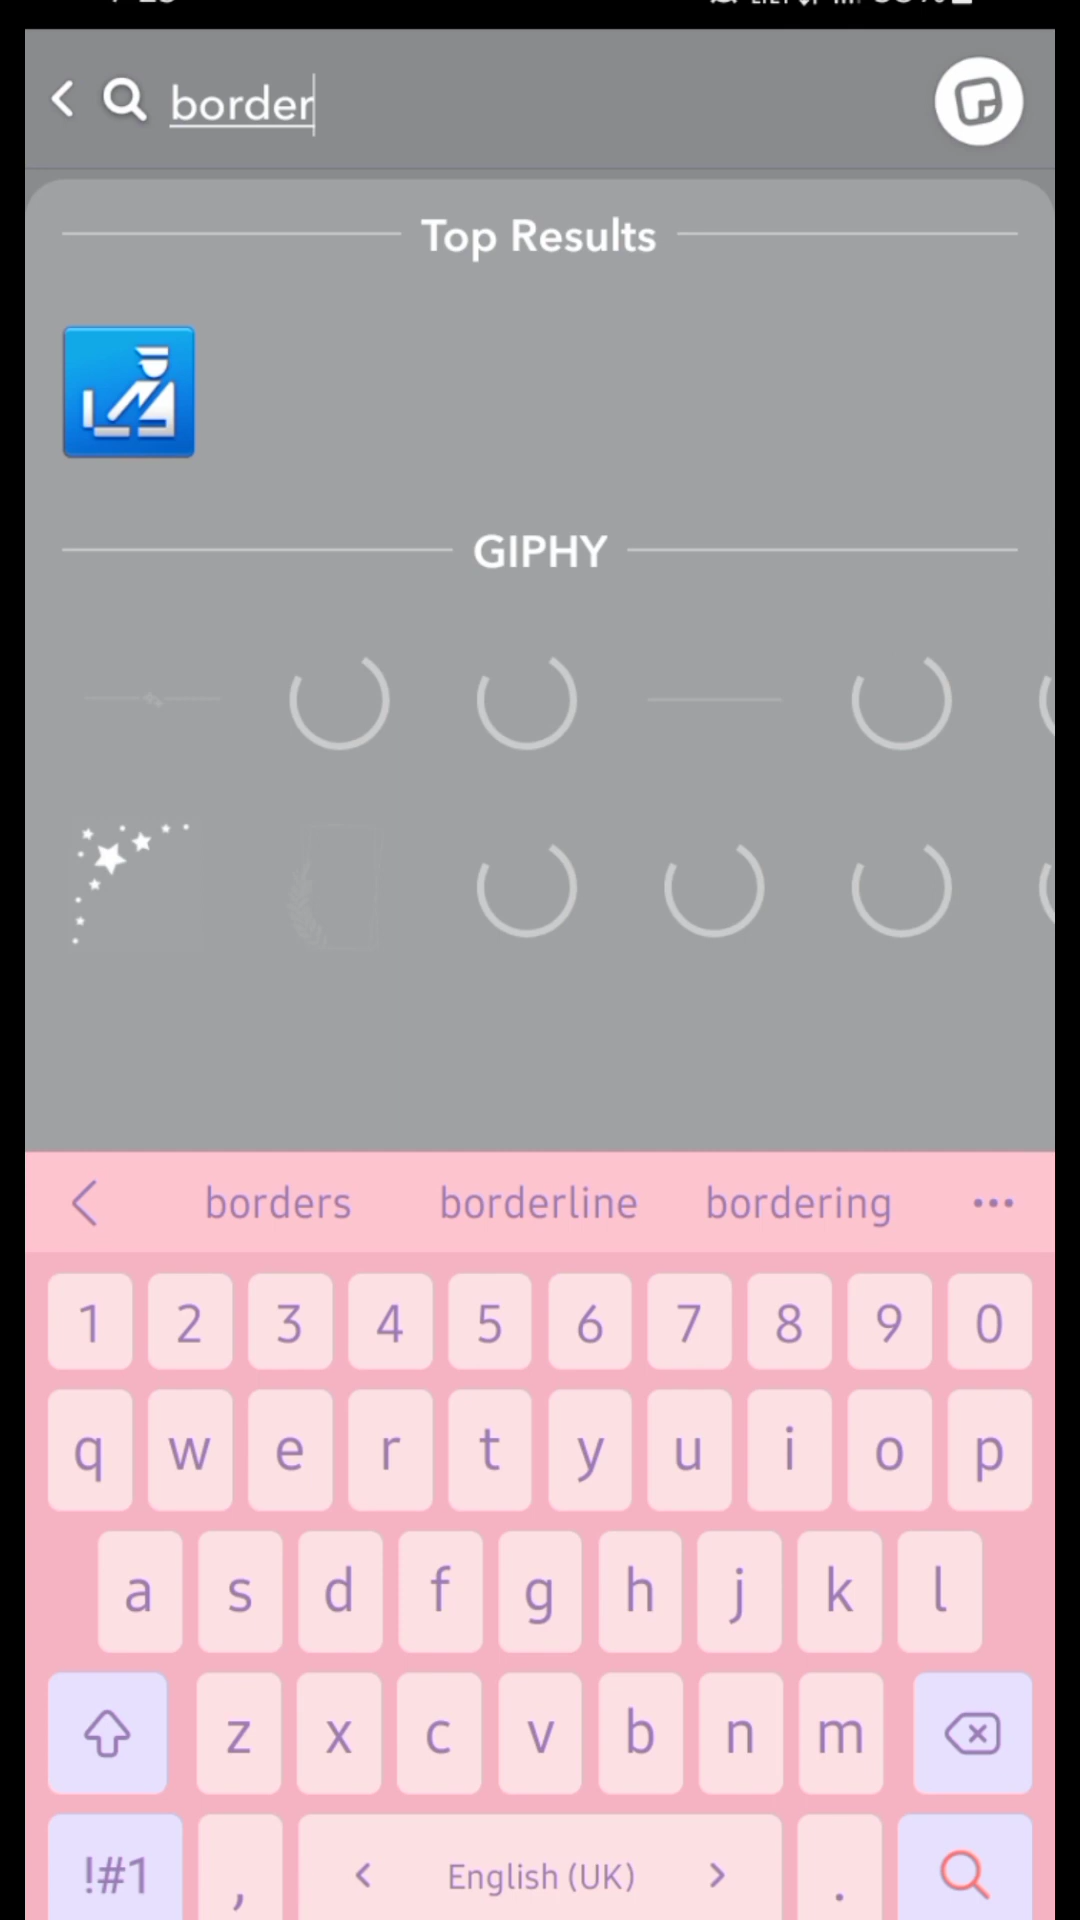 border
Top Results
GIPHY
borders borderline bordering ...
1 2 3 4 5 6 7 8 9 0
q w e r t y u i o p
a s d f g h j k l
z x c v b n m
!#1 , < English (UK) > .